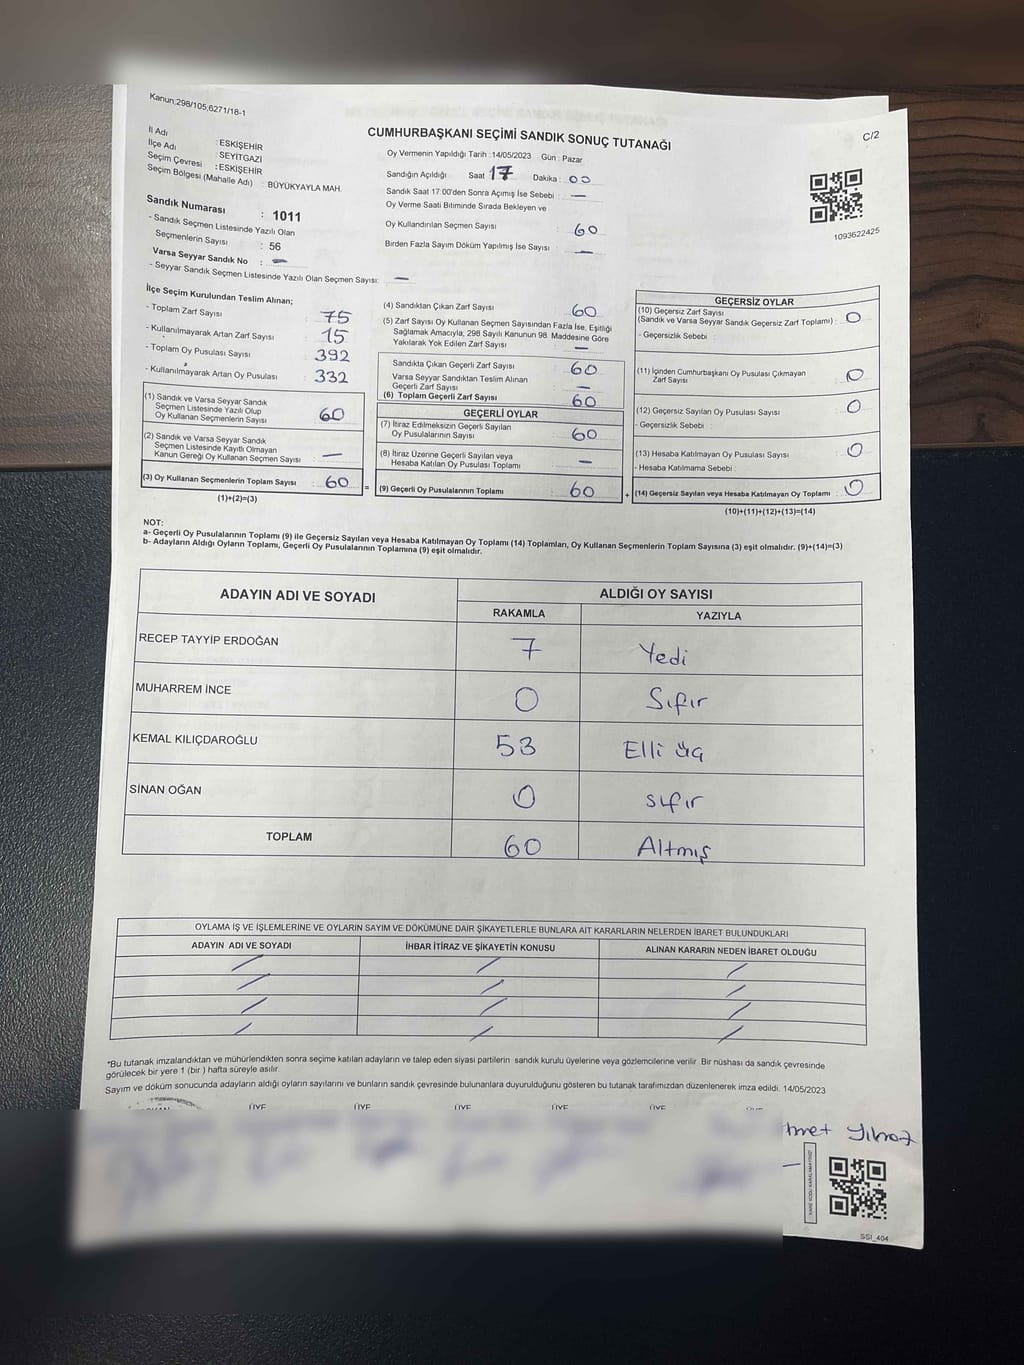 Kanun.298/105,6271/18-1
C/2
CUMHURBAŞKANI SEÇİMİ SANDIK SONUÇ TUTANAĞI
İl Adı : ESKİŞEHİR
İlçe Adı : SEYİTGAZİ
Seçim Çevresi : ESKİŞEHİR
Seçim Bölgesi (Mahalle Adı) : BÜYÜKYAYLA MAH.
Sandık Numarası : 1011
- Sandık Seçmen Listesinde Yazılı Olan
Seçmenlerin Sayısı : 56
Varsa Seyyar Sandık No : –
- Seyyar Sandık Seçmen Listesinde Yazılı Olan Seçmen Sayısı: –
Oy Vermenin Yapıldığı Tarih :14/05/2023 Gün : Pazar
Sandığın Açıldığı Saat 17 Dakika : 00
Sandık Saat 17:00'den Sonra Açımış İse Sebebi : –
Oy Verme Saati Bitiminde Sırada Bekleyen ve
Oy Kullandırılan Seçmen Sayısı : 60
Birden Fazla Sayım Döküm Yapılmış İse Sayısı : –
1093622425
İlçe Seçim Kurulundan Teslim Alınan;
- Toplam Zarf Sayısı : 75
- Kullanılmayarak Artan Zarf Sayısı : 15
- Toplam Oy Pusulası Sayısı : 392
- Kullanılmayarak Artan Oy Pusulası : 332
(1) Sandık ve Varsa Seyyar Sandık
Seçmen Listesinde Yazılı Olup
Oy Kullanan Seçmenlerin Sayısı : 60
(2) Sandık ve Varsa Seyyar Sandık
Seçmen Listesinde Kayıtlı Olmayan
Kanun Gereği Oy Kullanan Seçmen Sayısı : –
(3) Oy Kullanan Seçmenlerin Toplam Sayısı : 60
(1)+(2)=(3)
(4) Sandıktan Çıkan Zarf Sayısı : 60
(5) Zarf Sayısı Oy Kullanan Seçmen Sayısından Fazla İse, Eşitliği
Sağlamak Amacıyla, 298 Sayılı Kanunun 98. Maddesine Göre
Yakılarak Yok Edilen Zarf Sayısı : –
Sandıkta Çıkan Geçerli Zarf Sayısı : 60
Varsa Seyyar Sandıktan Teslim Alınan
Geçerli Zarf Sayısı : –
(6) Toplam Geçerli Zarf Sayısı : 60
GEÇERLİ OYLAR
(7) İtiraz Edilmeksizin Geçerli Sayılan
Oy Pusulalarının Sayısı : 60
(8) İtiraz Üzerine Geçerli Sayılan veya
Hesaba Katılan Oy Pusulası Toplamı : –
= (9) Geçerli Oy Pusulalarının Toplamı : 60
GEÇERSİZ OYLAR
(10) Geçersiz Zarf Sayısı
(Sandık ve Varsa Seyyar Sandık Geçersiz Zarf Toplamı) : 0
- Geçersizlik Sebebi :
(11) İçinden Cumhurbaşkanı Oy Pusulası Çıkmayan
Zarf Sayısı : 0
(12) Geçersiz Sayılan Oy Pusulası Sayısı : 0
- Geçersizlik Sebebi :
(13) Hesaba Katılmayan Oy Pusulası Sayısı : 0
- Hesaba Katılmama Sebebi :
+ (14) Geçersiz Sayılan veya Hesaba Katılmayan Oy Toplamı : 0
(10)+(11)+(12)+(13)=(14)
NOT:
a- Geçerli Oy Pusulalarının Toplamı (9) ile Geçersiz Sayılan veya Hesaba Katılmayan Oy Toplamı (14) Toplamları, Oy Kullanan Seçmenlerin Toplam Sayısına (3) eşit olmalıdır. (9)+(14)=(3)
b- Adayların Aldığı Oyların Toplamı, Geçerli Oy Pusulalarının Toplamına (9) eşit olmalıdır.
ADAYIN ADI VE SOYADI ALDIĞI OY SAYISI
RAKAMLA YAZIYLA
RECEP TAYYİP ERDOĞAN 7 Yedi
MUHARREM İNCE 0 Sıfır
KEMAL KILIÇDAROĞLU 53 Elli üç
SİNAN OĞAN 0 sıfır
TOPLAM 60 Altmış
OYLAMA İŞ VE İŞLEMLERİNE VE OYLARIN SAYIM VE DÖKÜMÜNE DAİR ŞİKAYETLERLE BUNLARA AİT KARARLARIN NELERDEN İBARET BULUNDUKLARI
ADAYIN ADI VE SOYADI İHBAR İTİRAZ VE ŞİKAYETİN KONUSU ALINAN KARARIN NEDEN İBARET OLDUĞU
*Bu tutanak imzalandıktan ve mühürlendikten sonra seçime katılan adayların ve talep eden siyasi partilerin sandık kurulu üyelerine veya gözlemcilerine verilir. Bir nüshası da sandık çevresinde
görülecek bir yere 1 (bir ) hafta süreyle asılır.
Sayım ve döküm sonucunda adayların aldığı oyların sayılarını ve bunların sandık çevresinde bulunanlara duyurulduğunu gösteren bu tutanak tarafımızdan düzenlenerek imza edildi. 14/05/2023
ÜYE ÜYE ÜYE ÜYE ÜYE
Yılmaz
SSI_404